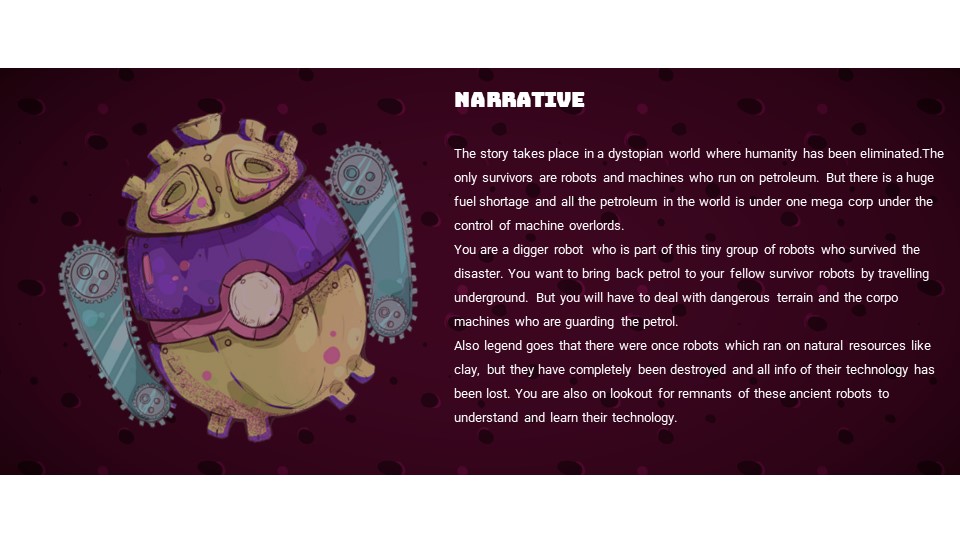 NARRATIVE
The story takes place in a dystopian world where humanity has been eliminated.The
only survivors are robots and machines who run on petroleum. But there is a huge
fuel shortage and all the petroleum in the world is under one mega corp under the
control of machine overlords.
You are a digger robot who is part of this tiny group of robots who survived the
disaster. You want to bring back petrol to your fellow survivor robots by travelling
underground. But you will have to deal with dangerous terrain and the corpo
machines who are guarding the petrol.
Also legend goes that there were once robots which ran on natural resources like
clay, but they have completely been destroyed and all info of their technology has
been lost. You are also on lookout for remnants of these ancient robots to
understand and learn their technology.